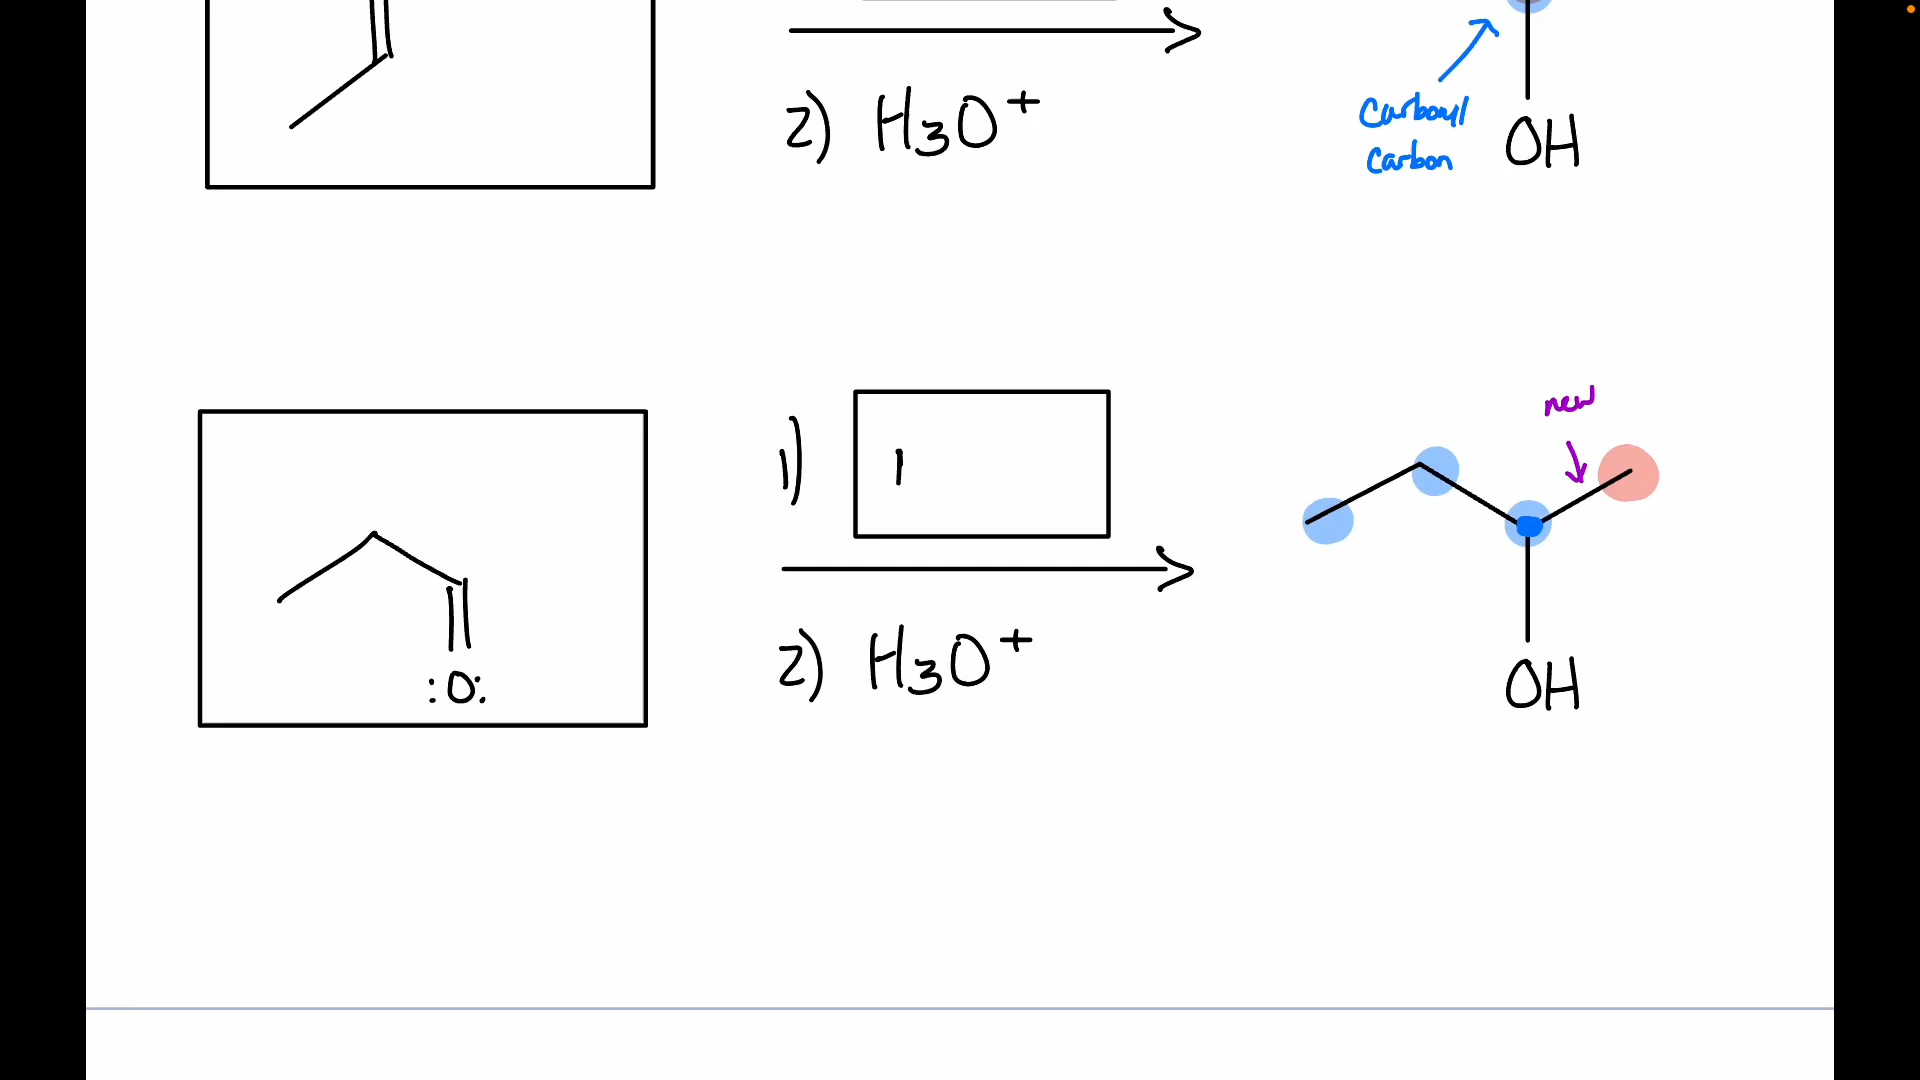 2) H₃O⁺
Carbonyl
Carbon
OH
new
1)
2) H₃O⁺
:O:
OH